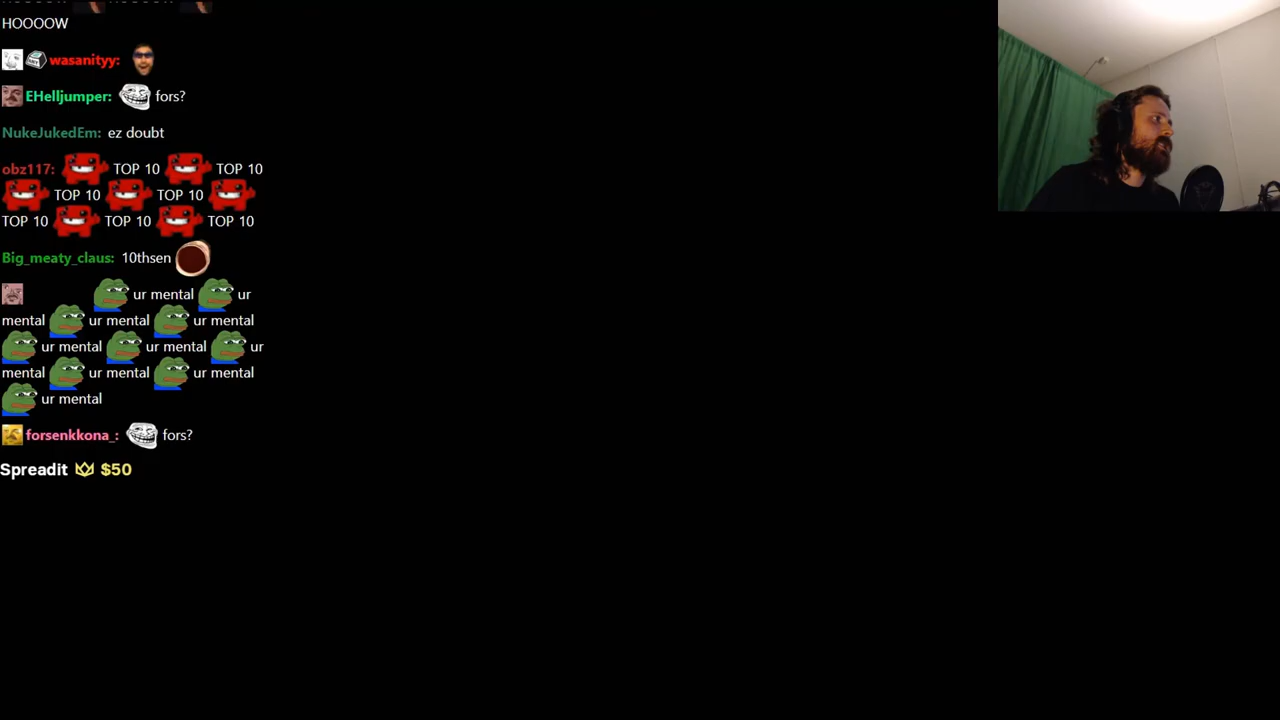 HOOOOW
wasanityy:
EHelljumper: fors?
NukeJukedEm: ez doubt
obz117: TOP 10 TOP 10
TOP 10 TOP 10
TOP 10 TOP 10 TOP 10
Big_meaty_claus: 10thsen
ur mental ur
mental ur mental ur mental
ur mental ur mental ur
mental ur mental ur mental
ur mental
forsenkkona_: fors?
Spreadit $50